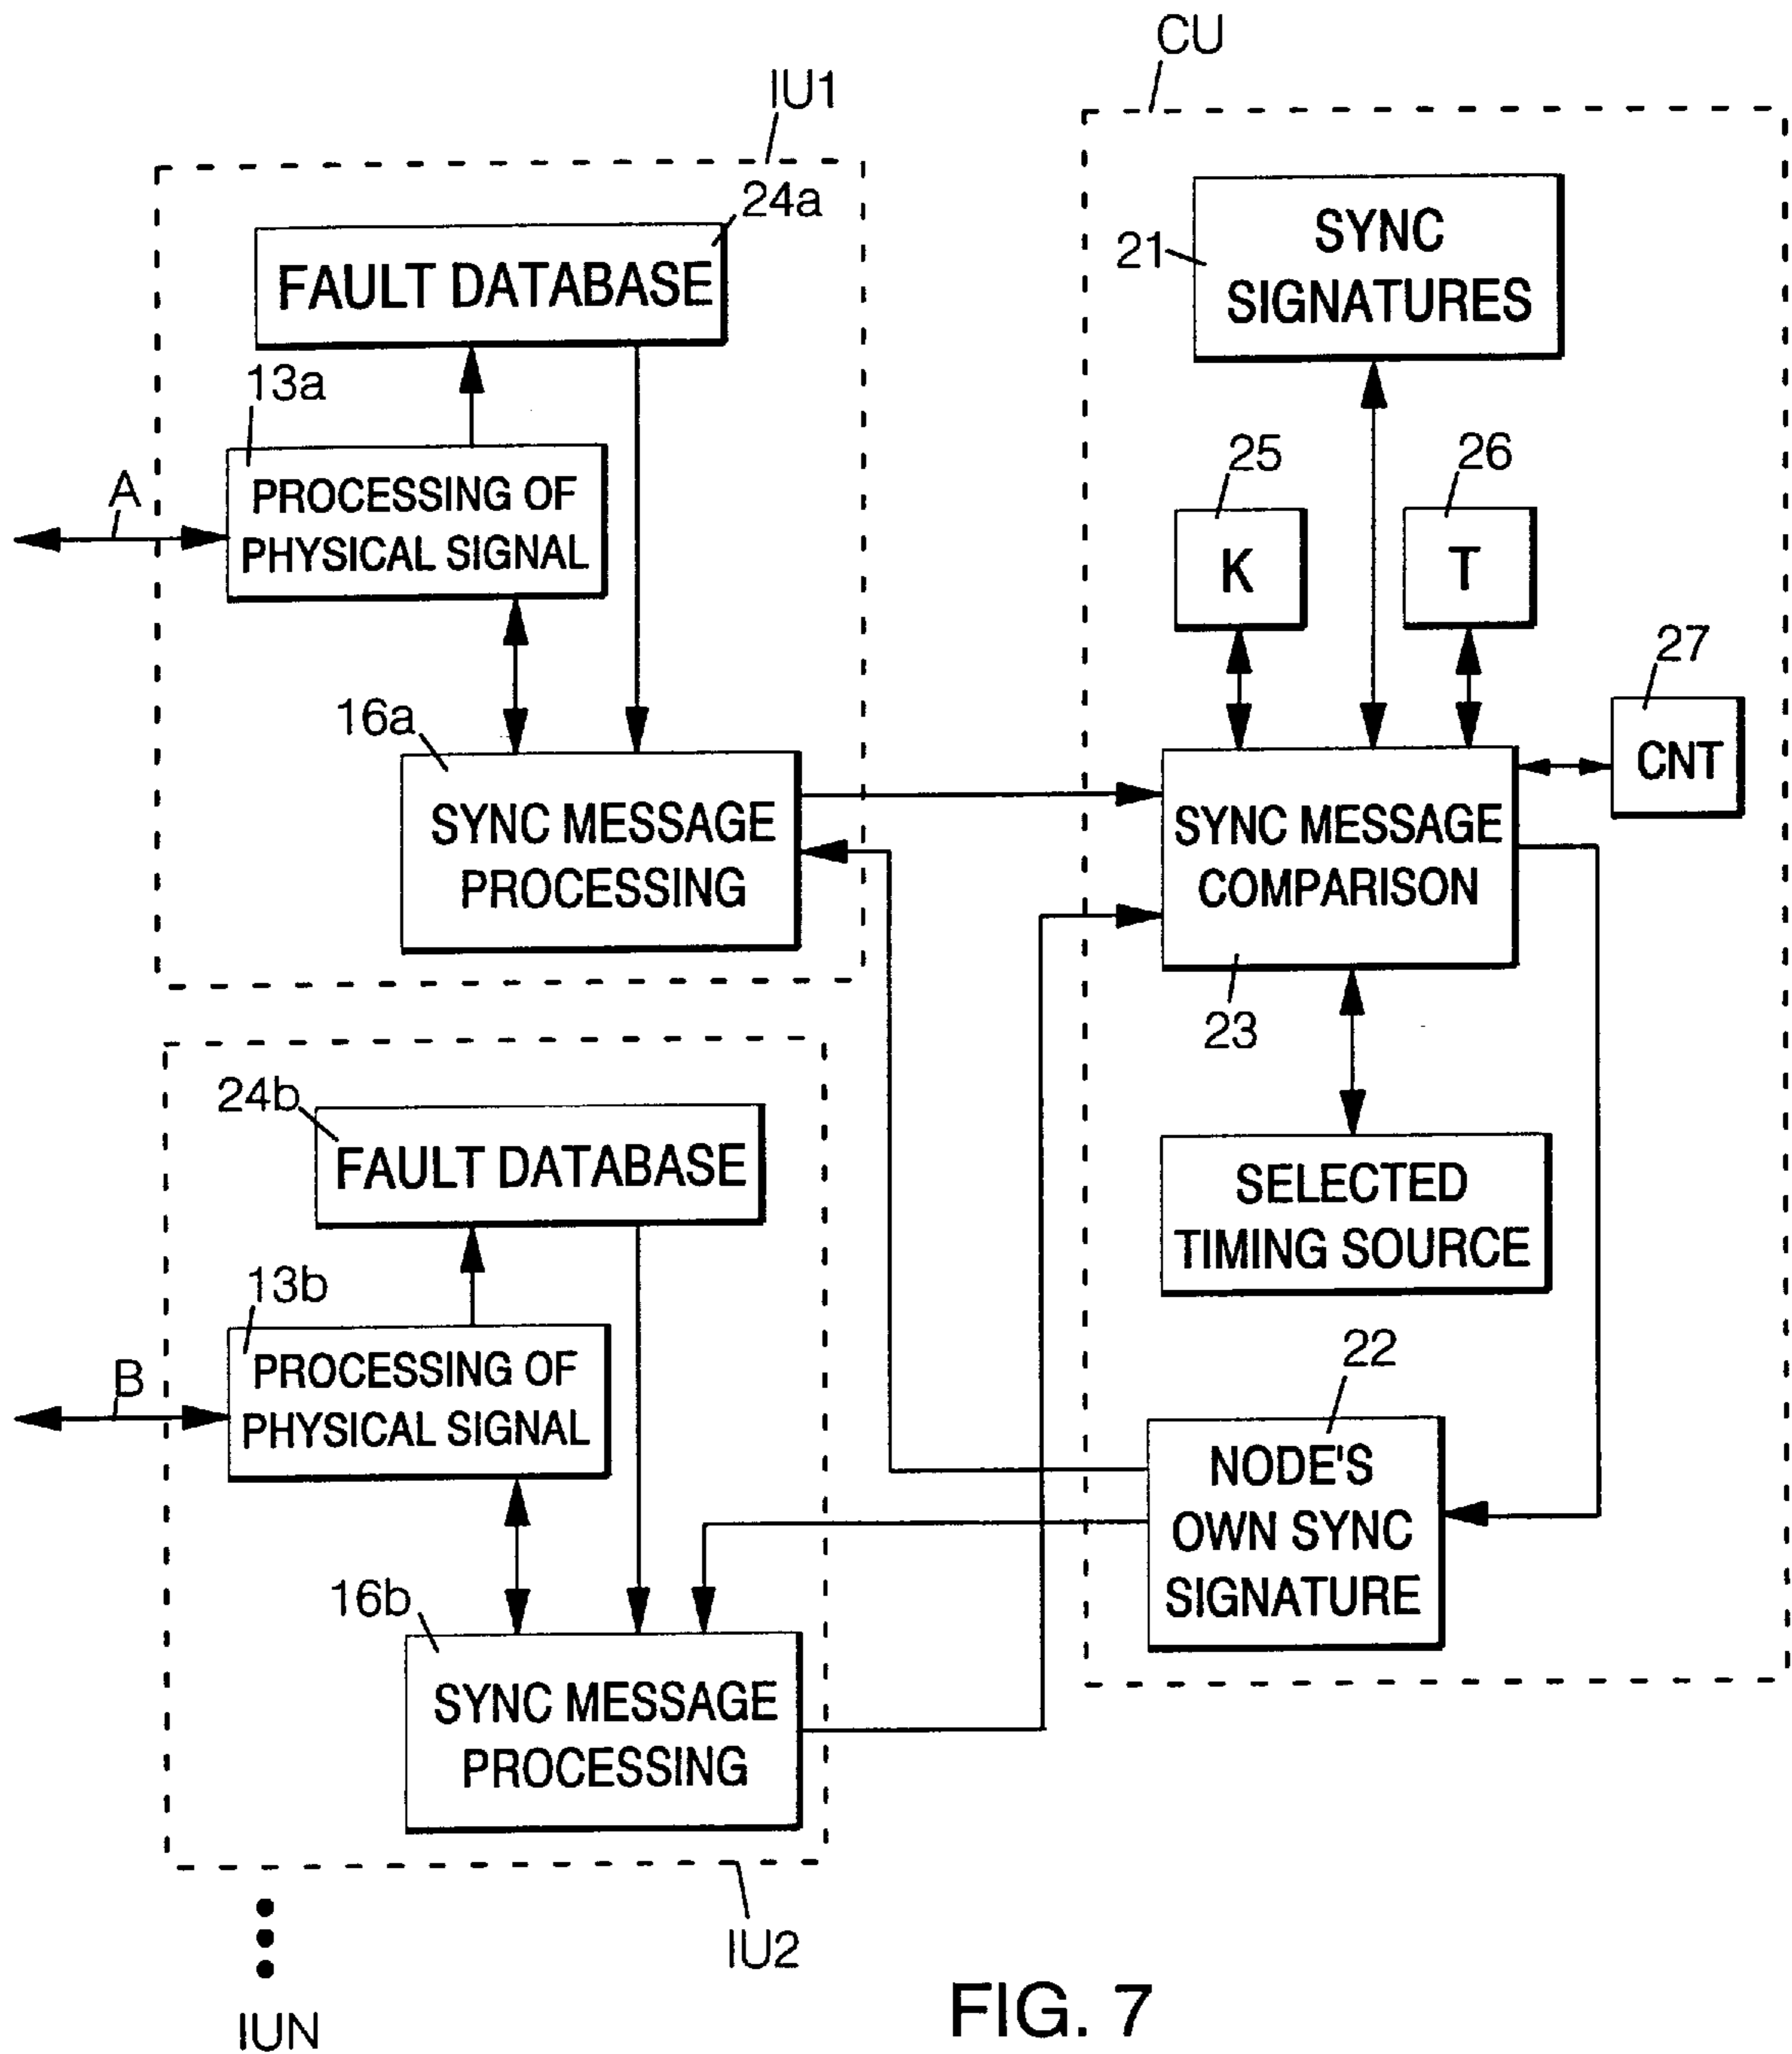 CU
IU1
24a
FAULT DATABASE
13a
PROCESSING OF
PHYSICAL SIGNAL
A
16a
SYNC MESSAGE
PROCESSING
21
SYNC
SIGNATURES
25
K
26
T
27
CNT
SYNC MESSAGE
COMPARISON
23
SELECTED
TIMING SOURCE
22
NODE'S
OWN SYNC
SIGNATURE
24b
FAULT DATABASE
13b
PROCESSING OF
PHYSICAL SIGNAL
B
16b
SYNC MESSAGE
PROCESSING
IU2
IUN
FIG. 7